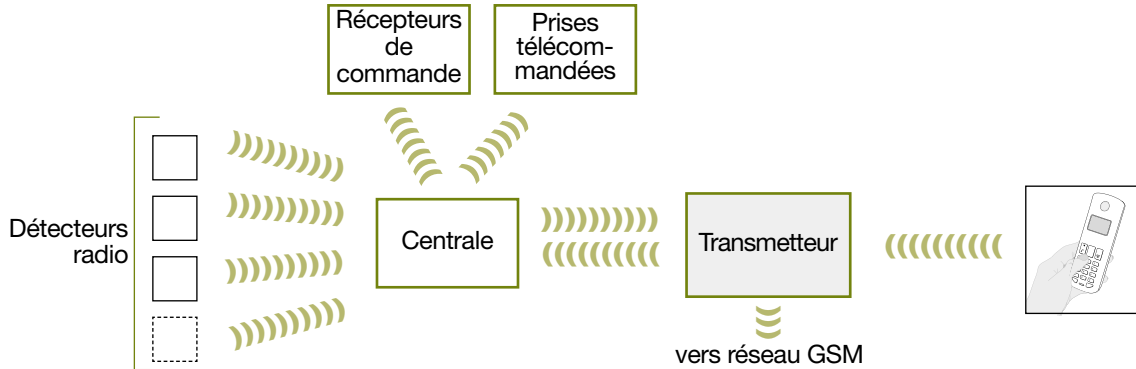 Récepteurs
de
commande
Prises
télécom-
mandées
Détecteurs
radio
Centrale
Transmetteur
vers réseau GSM